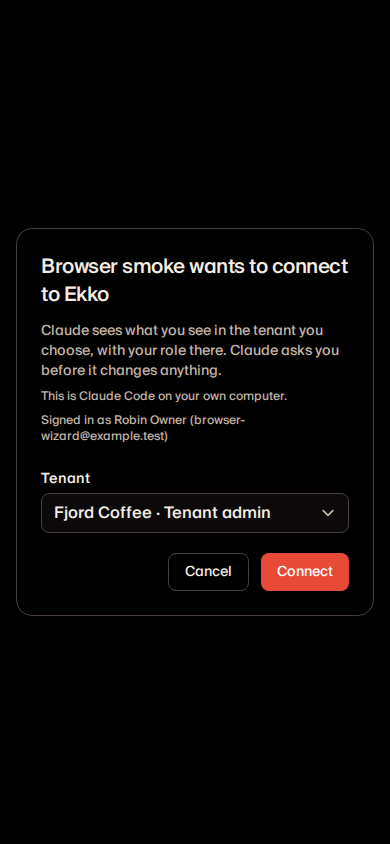 Browser smoke wants to connect
to Ekko
Claude sees what you see in the tenant you
choose, with your role there. Claude asks you
before it changes anything.
This is Claude Code on your own computer.
Signed in as Robin Owner (browser-
wizard@example.test)
Tenant
Fjord Coffee · Tenant admin
Cancel
Connect